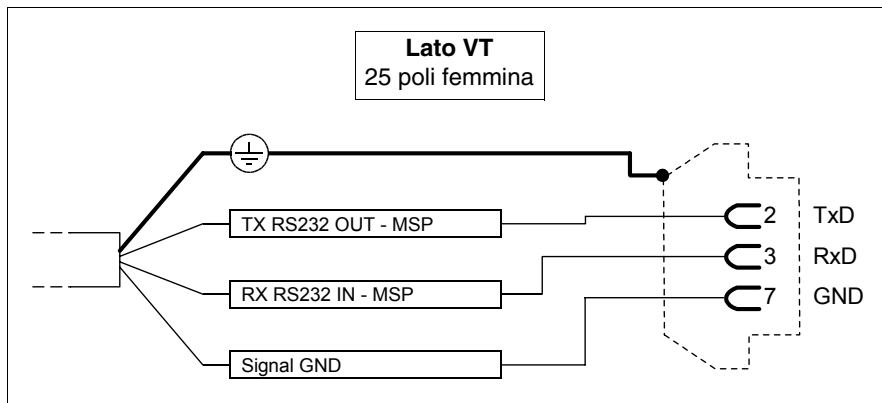 Lato VT
25 poli femmina
TX RS232 OUT - MSP
2 TxD
RX RS232 IN - MSP
3 RxD
7 GND
Signal GND